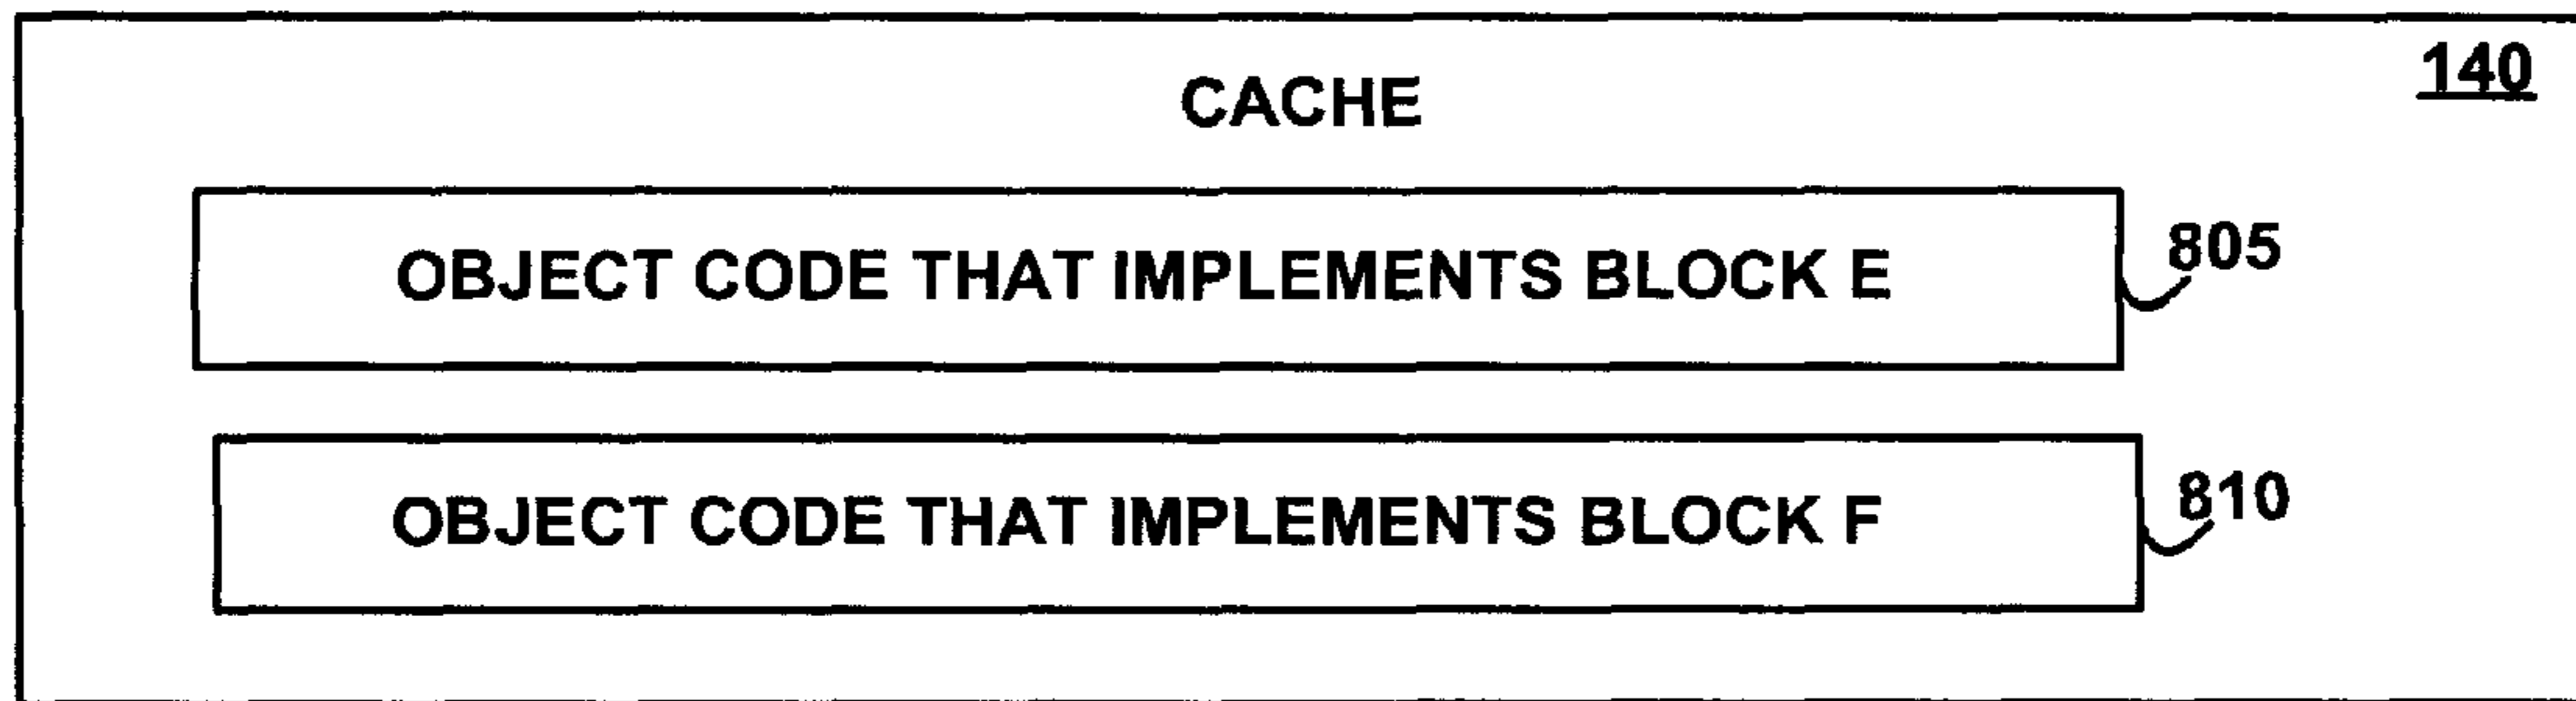 140
CACHE
OBJECT CODE THAT IMPLEMENTS BLOCK E
805
OBJECT CODE THAT IMPLEMENTS BLOCK F
810